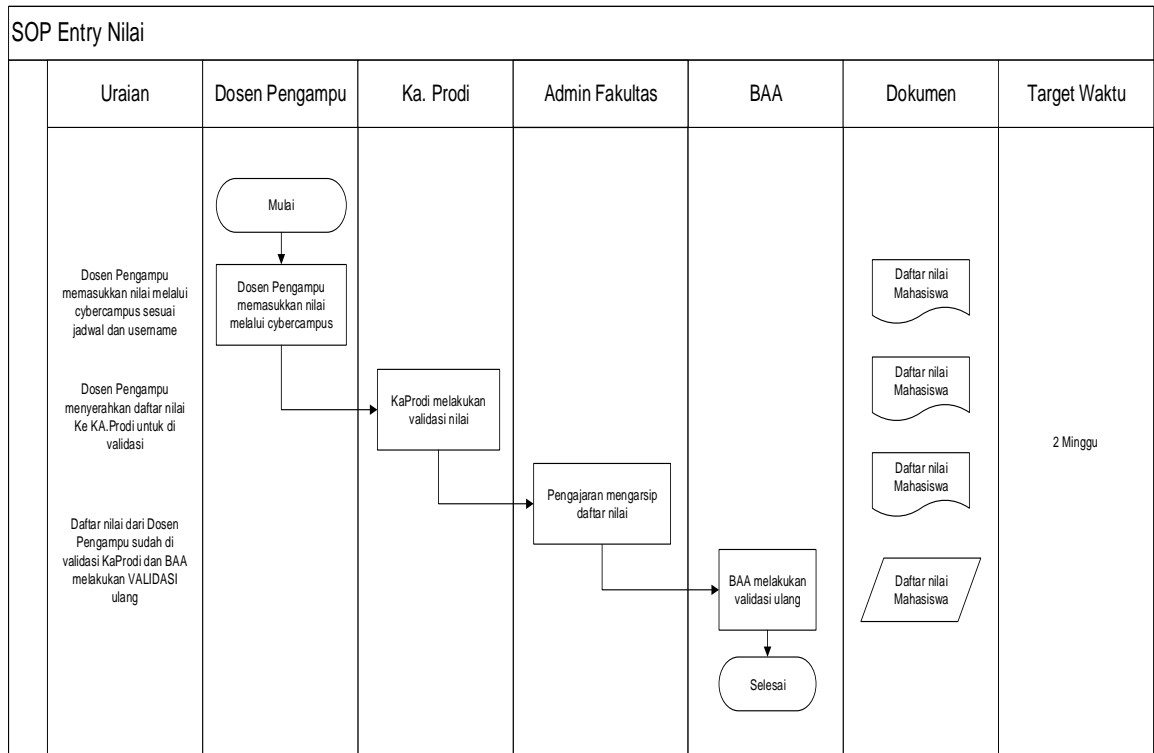 SOP Entry Nilai
Uraian
Dosen Pengampu
Ka. Prodi
Admin Fakultas
BAA
Dokumen
Target Waktu
Mulai
Dosen Pengampu
memasukkan nilai melalui
cybercampus sesuai
jadwal dan username
Dosen Pengampu
memasukkan nilai
melalui cybercampus
Daftar nilai
Mahasiswa
Dosen Pengampu
menyerahkan daftar nilai
Ke KA.Prodi untuk di
validasi
KaProdi melakukan
validasi nilai
Daftar nilai
Mahasiswa
2 Minggu
Pengajaran mengarsip
daftar nilai
Daftar nilai
Mahasiswa
Daftar nilai dari Dosen
Pengampu sudah di
validasi KaProdi dan BAA
melakukan VALIDASI
ulang
BAA melakukan
validasi ulang
Daftar nilai
Mahasiswa
Selesai